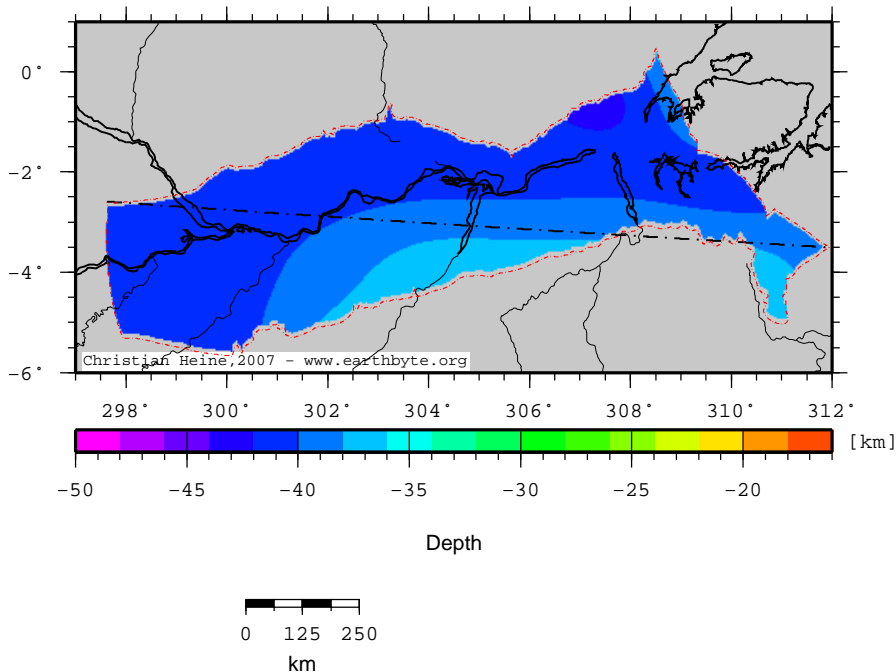 0°
−2°
−4°
−6°
Christian Heine,2007 − www.earthbyte.org
298° 300° 302° 304° 306° 308° 310° 312°
[km]
−50 −45 −40 −35 −30 −25 −20
Depth
0 125 250
km